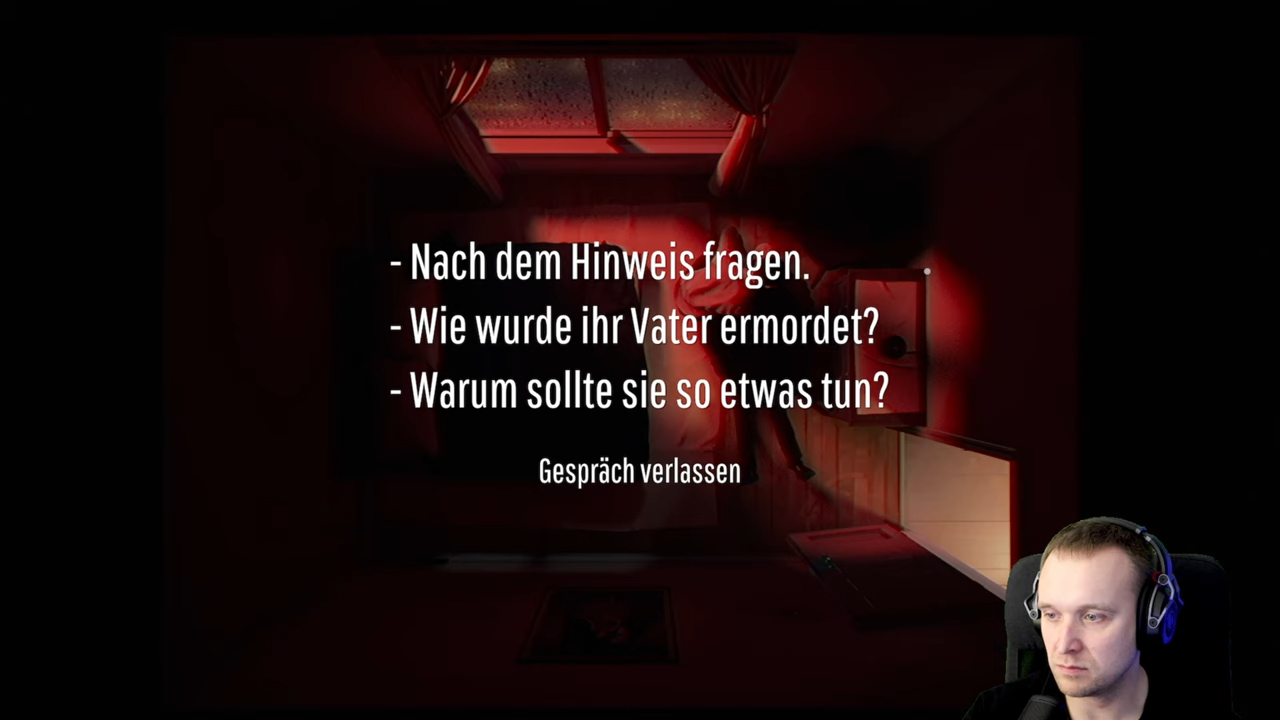 - Nach dem Hinweis fragen.
- Wie wurde ihr Vater ermordet?
- Warum sollte sie so etwas tun?
Gespräch verlassen